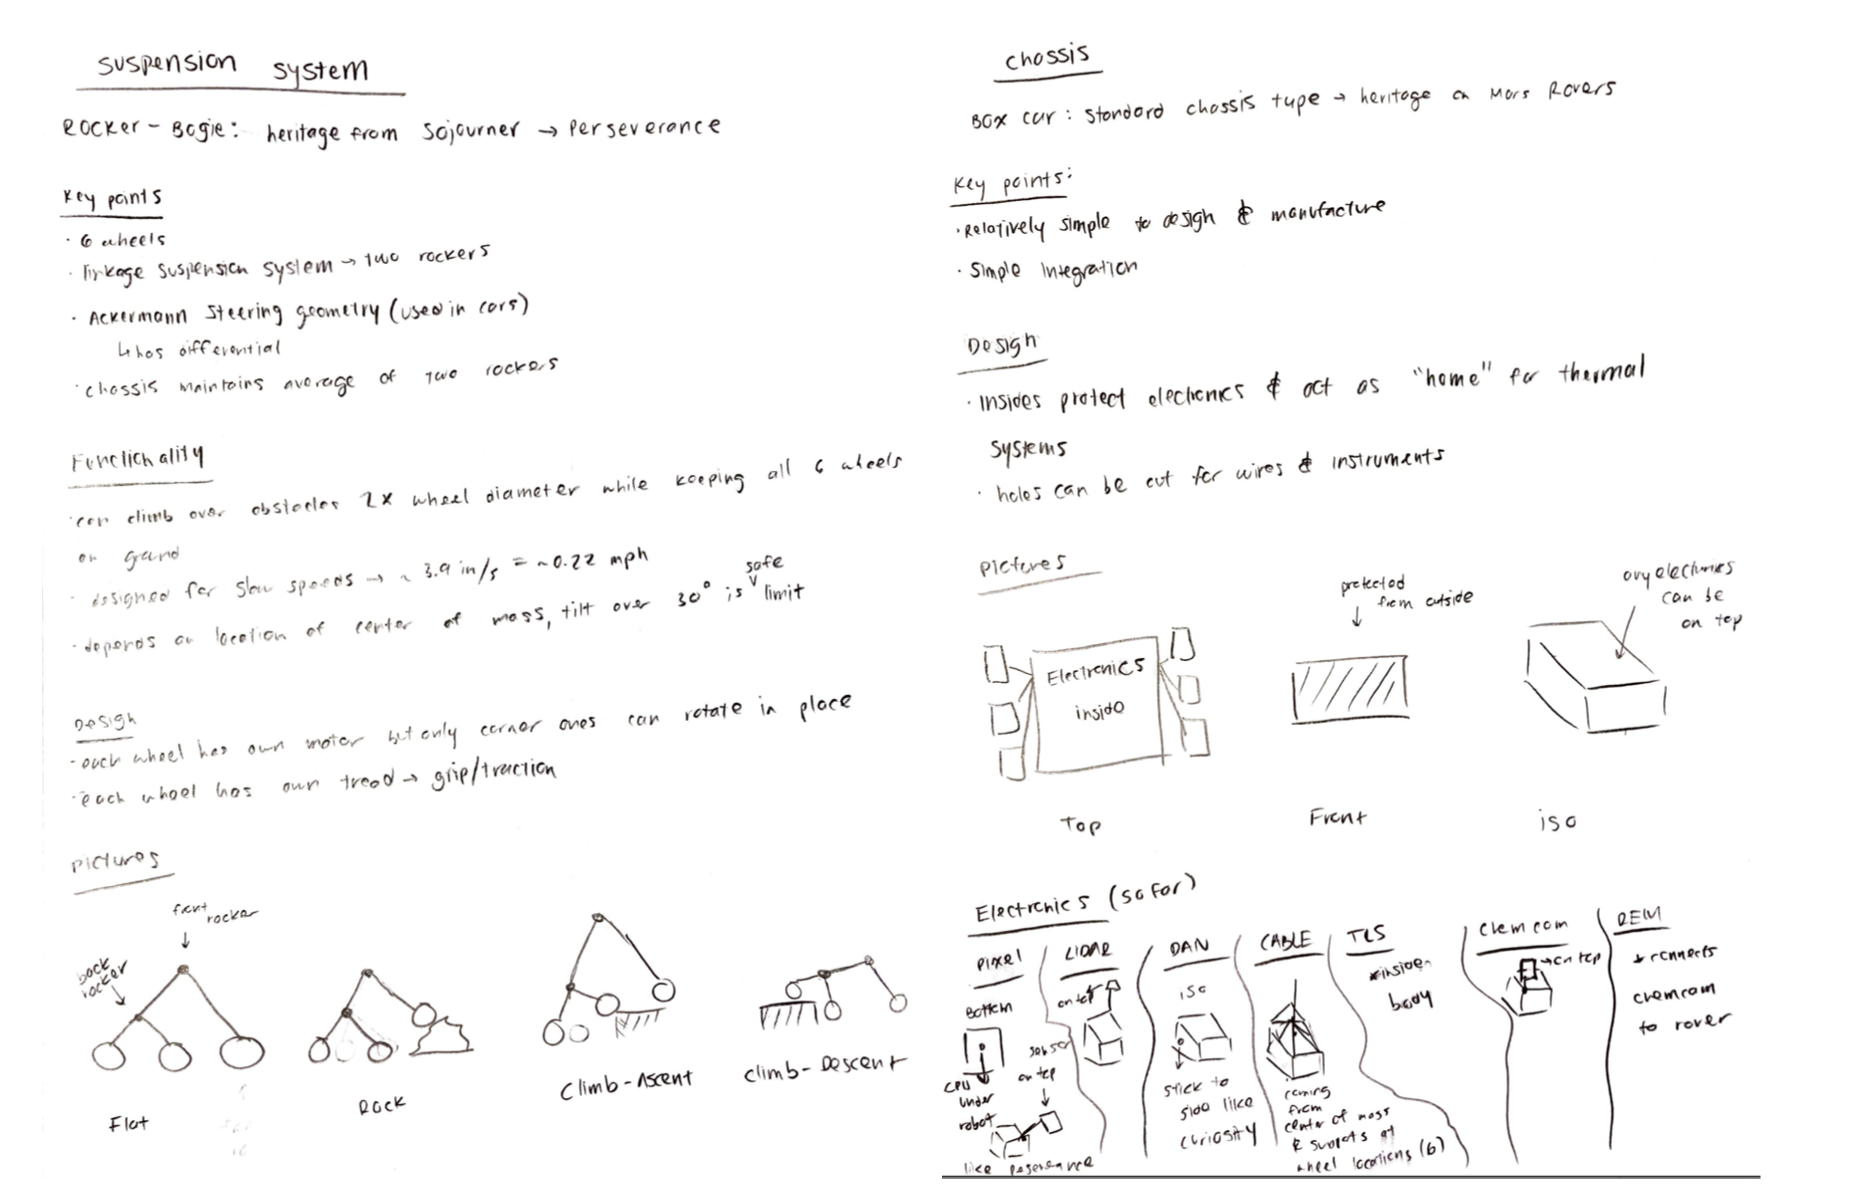 suspension system
Rocker-Bogie: heritage from Sojourner → Perseverance
Key points
· 6 wheels
· linkage suspension system → two rockers
· Ackermann steering geometry (used in cars)
↳ has differential
· chassis maintains average of two rockers
Functionality
· can climb over obstacles 2x wheel diameter while keeping all 6 wheels
on ground
· designed for slow speeds → ~ 3.9 in/s = ~0.22 mph
safe
· depends on location of center of mass, tilt over 30° is limit
Design
· each wheel has own motor but only corner ones can rotate in place
· each wheel has own tread → grip/traction
Pictures
front rocker
back rocker
Flat
Rock
Climb-Ascent
Climb-Descent
Chassis
Box car: standard chassis type → heritage on Mars Rovers
Key points:
· Relatively simple to design & manufacture
· Simple Integration
Design
· Insides protect electronics & act as "home" for thermal
systems
· holes can be cut for wires & instruments
Pictures
Electronics
inside
Top
protected
from outside
Front
electronics
can be
on top
iso
Electronics (so far)
Pixel
Bottom
CPU
under
robot
sensor
on top
like
LIDAR
on top
DAN
iso
stick to
side like
curiosity
CABLE
coming
from
center of mass
& supports at
wheel locations (6)
TLS
inside
body
Chemcam
→ on top
REM
connects
chemcam
to rover